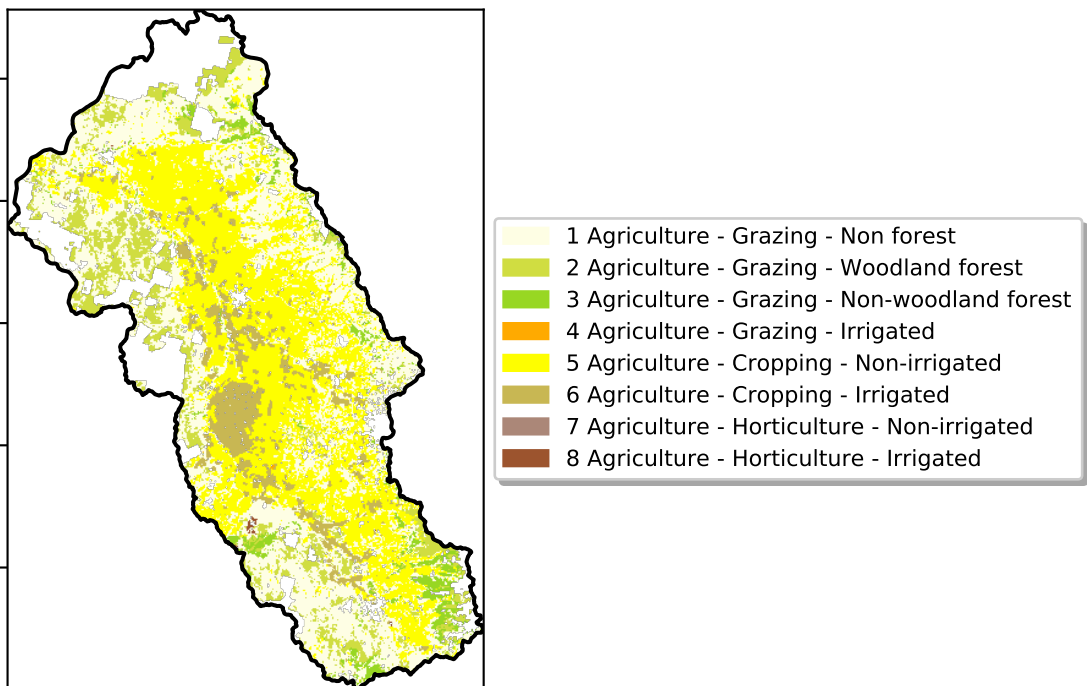 1 Agriculture - Grazing - Non forest
2 Agriculture - Grazing - Woodland forest
3 Agriculture - Grazing - Non-woodland forest
4 Agriculture - Grazing - Irrigated
5 Agriculture - Cropping - Non-irrigated
6 Agriculture - Cropping - Irrigated
7 Agriculture - Horticulture - Non-irrigated
8 Agriculture - Horticulture - Irrigated